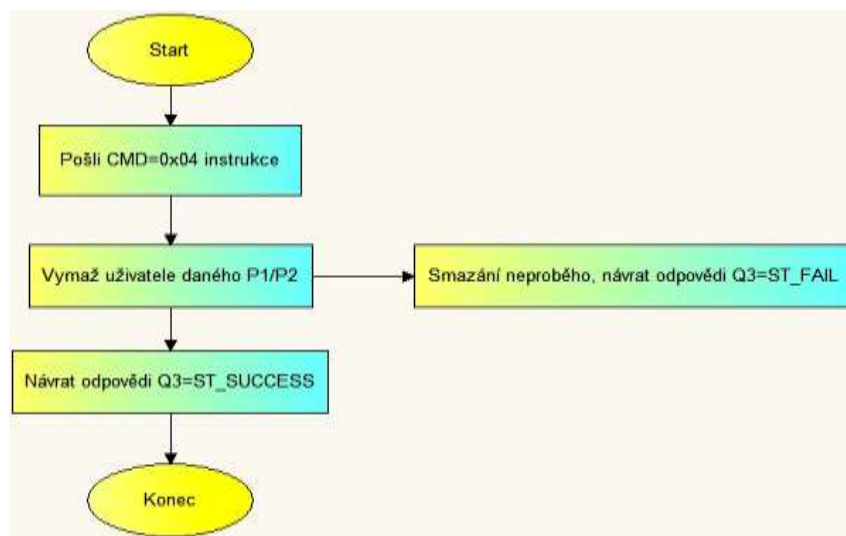 Start
Pošli CMD=0x04 instrukce
Vymaž uživatele daného P1/P2
Smazání neproběho, návrat odpovědi Q3=ST_FAIL
Návrat odpovědi Q3=ST_SUCCESS
Konec